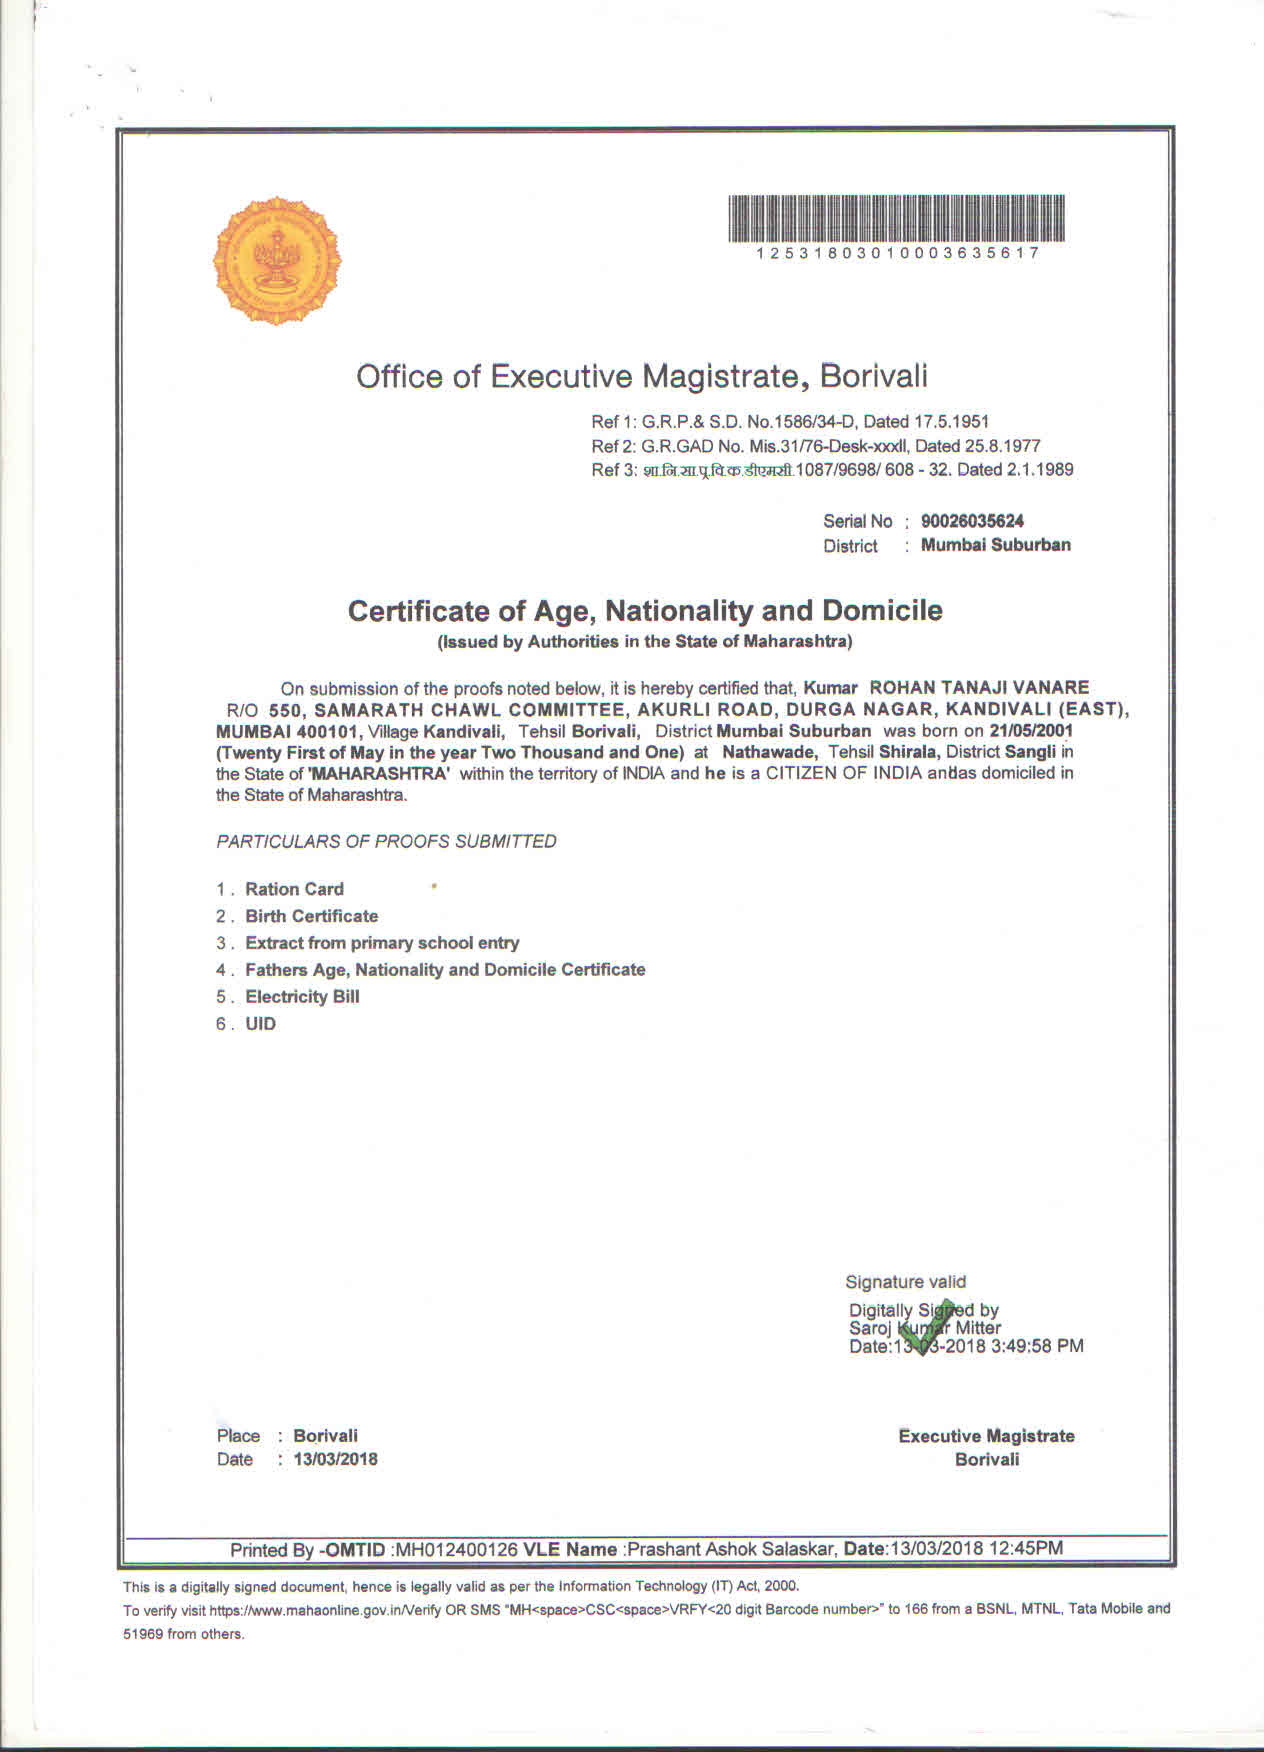 12531803010003635617
Office of Executive Magistrate, Borivali
Ref 1: G.R.P.& S.D. No.1586/34-D, Dated 17.5.1951
Ref 2: G.R.GAD No. Mis.31/76-Desk-xxxII, Dated 25.8.1977
Ref 3: शा.नि.सा.पू.वि.क.डीएमसी.1087/9698/ 608 - 32. Dated 2.1.1989
Serial No : 90026035624
District : Mumbai Suburban
Certificate of Age, Nationality and Domicile
(Issued by Authorities in the State of Maharashtra)
On submission of the proofs noted below, it is hereby certified that, Kumar ROHAN TANAJI VANARE
R/O 550, SAMARATH CHAWL COMMITTEE, AKURLI ROAD, DURGA NAGAR, KANDIVALI (EAST),
MUMBAI 400101, Village Kandivali, Tehsil Borivali, District Mumbai Suburban was born on 21/05/2001
(Twenty First of May in the year Two Thousand and One) at Nathawade, Tehsil Shirala, District Sangli in
the State of 'MAHARASHTRA' within the territory of INDIA and he is a CITIZEN OF INDIA and as domiciled in
the State of Maharashtra.
PARTICULARS OF PROOFS SUBMITTED
1 . Ration Card
2 . Birth Certificate
3 . Extract from primary school entry
4 . Fathers Age, Nationality and Domicile Certificate
5 . Electricity Bill
6 . UID
Signature valid
Digitally Signed by
Saroj Kumar Mitter
Date:13-03-2018 3:49:58 PM
Place : Borivali
Date : 13/03/2018
Executive Magistrate
Borivali
Printed By -OMTID :MH012400126 VLE Name :Prashant Ashok Salaskar, Date:13/03/2018 12:45PM
This is a digitally signed document, hence is legally valid as per the Information Technology (IT) Act, 2000.
To verify visit https://www.mahaonline.gov.in/Verify OR SMS "MH<space>CSC<space>VRFY<20 digit Barcode number>" to 166 from a BSNL, MTNL, Tata Mobile and
51969 from others.